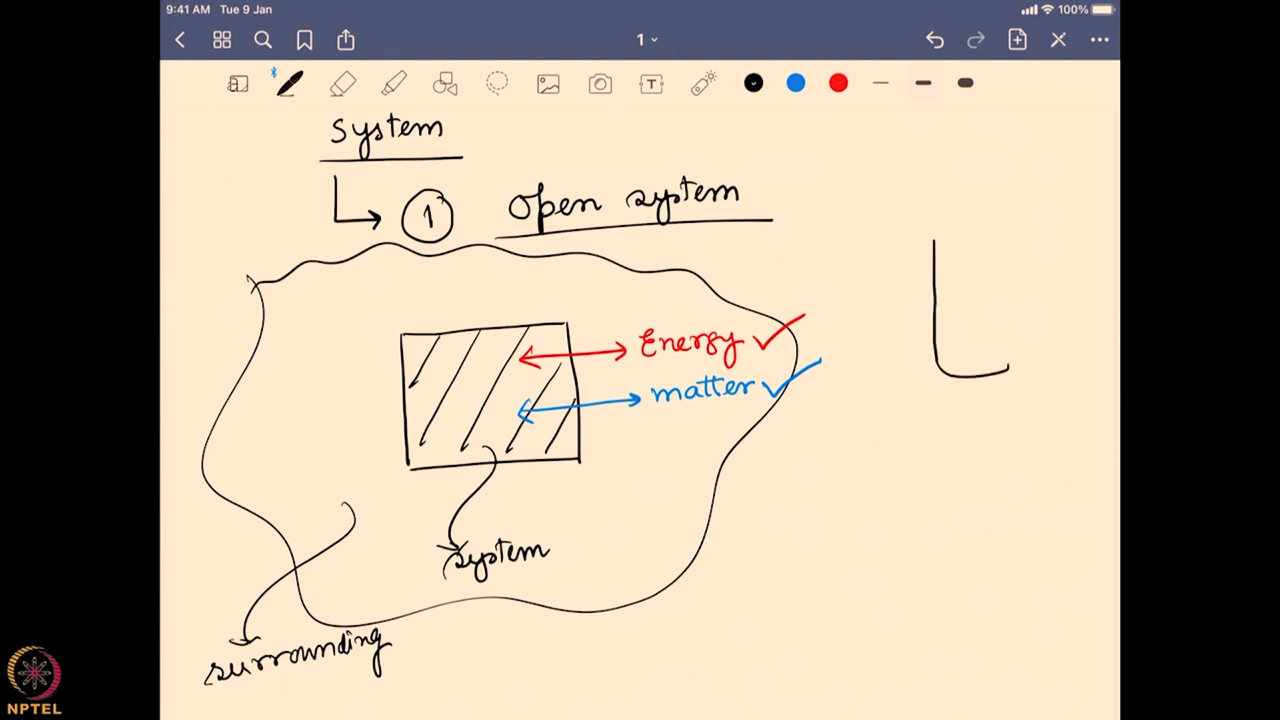 9:41 AM Tue 9 Jan
100%
1
T
system
1 open system
Energy
matter
system
surrounding
NPTEL